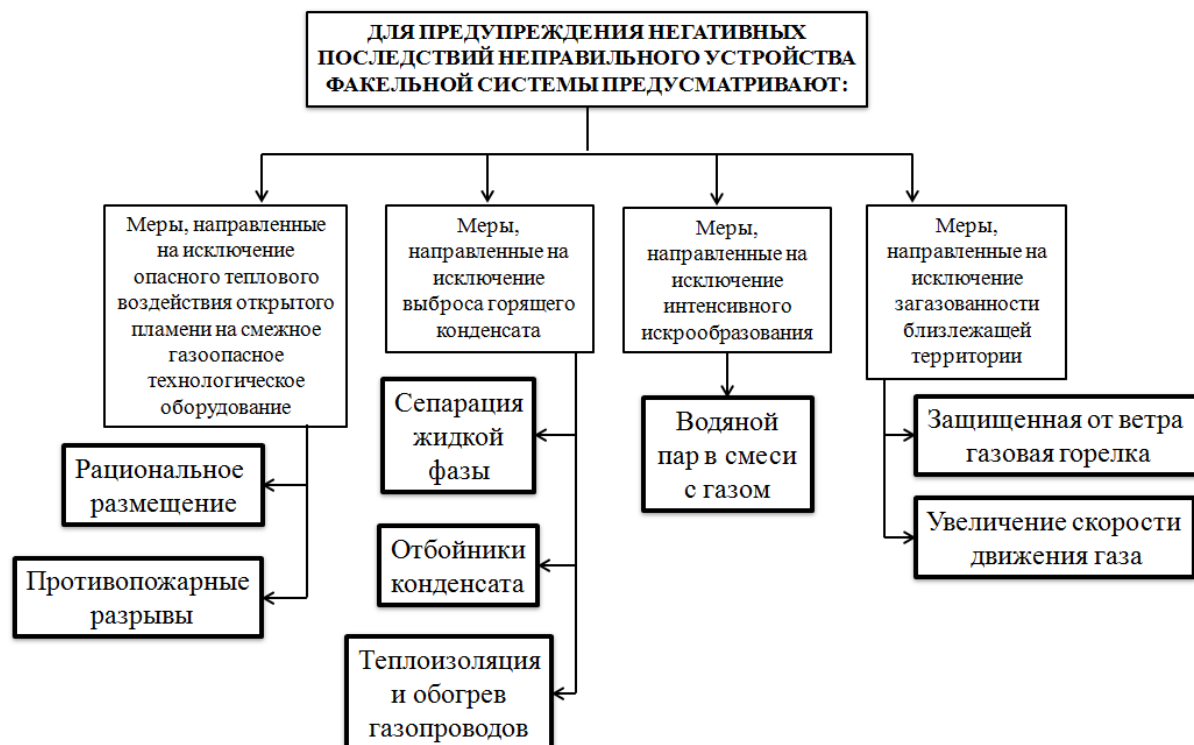 ДЛЯ ПРЕДУПРЕЖДЕНИЯ НЕГАТИВНЫХ
ПОСЛЕДСТВИЙ НЕПРАВИЛЬНОГО УСТРОЙСТВА
ФАКЕЛЬНОЙ СИСТЕМЫ ПРЕДУСМАТРИВАЮТ:
Меры, направленные
на исключение
опасного теплового
воздействия открытого
пламени на смежное
газоопасное
технологическое
оборудование
Рациональное
размещение
Противопожарные
разрывы
Меры,
направленные на
исключение
выброса горящего
конденсата
Сепарация
жидкой
фазы
Отбойники
конденсата
Теплоизоляция
и обогрев
газопроводов
Меры,
направленные на
исключение
интенсивного
искрообразования
Водяной
пар в смеси
с газом
Меры,
направленные на
исключение
загазованности
близлежащей
территории
Защищенная от ветра
газовая горелка
Увеличение скорости
движения газа